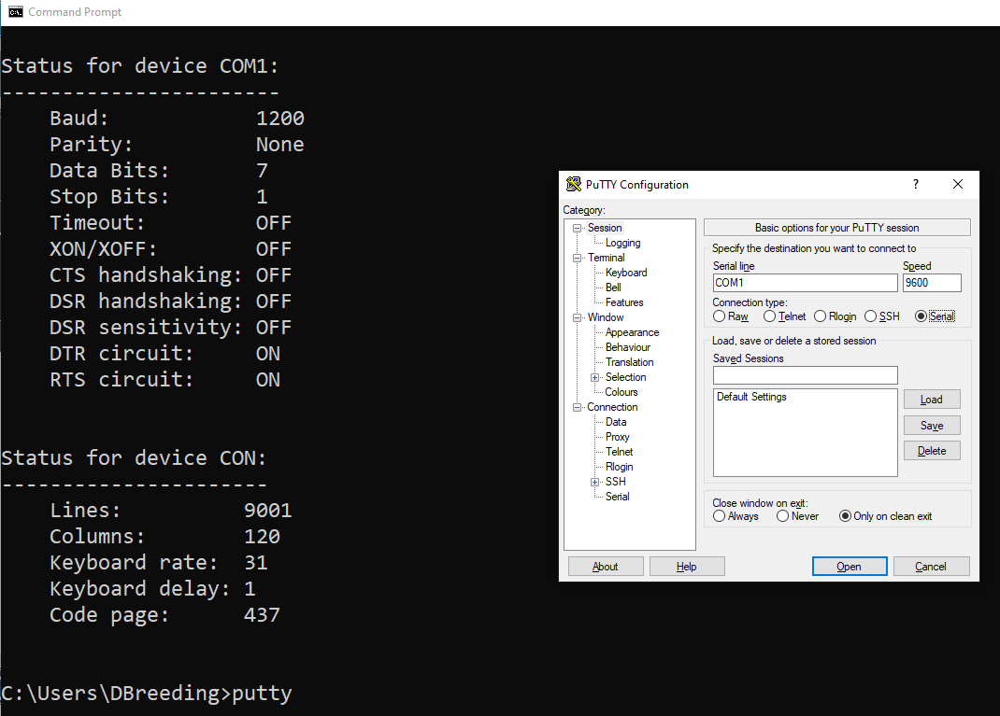 Command Prompt
Status for device COM1:
-----------------------
Baud: 1200
Parity: None
Data Bits: 7
Stop Bits: 1
Timeout: OFF
XON/XOFF: OFF
CTS handshaking: OFF
DSR handshaking: OFF
DSR sensitivity: OFF
DTR circuit: ON
RTS circuit: ON
Status for device CON:
----------------------
Lines: 9001
Columns: 120
Keyboard rate: 31
Keyboard delay: 1
Code page: 437
C:\Users\DBreeding>putty
PuTTY Configuration
Category:
Session
Logging
Terminal
Keyboard
Bell
Features
Window
Appearance
Behaviour
Translation
Selection
Colours
Connection
Data
Proxy
Telnet
Rlogin
SSH
Serial
Basic options for your PuTTY session
Specify the destination you want to connect to
Serial line Speed
COM1 9600
Connection type:
Raw Telnet Rlogin SSH Serial
Load, save or delete a stored session
Saved Sessions
Default Settings
Load
Save
Delete
Close window on exit:
Always Never Only on clean exit
About Help Open Cancel